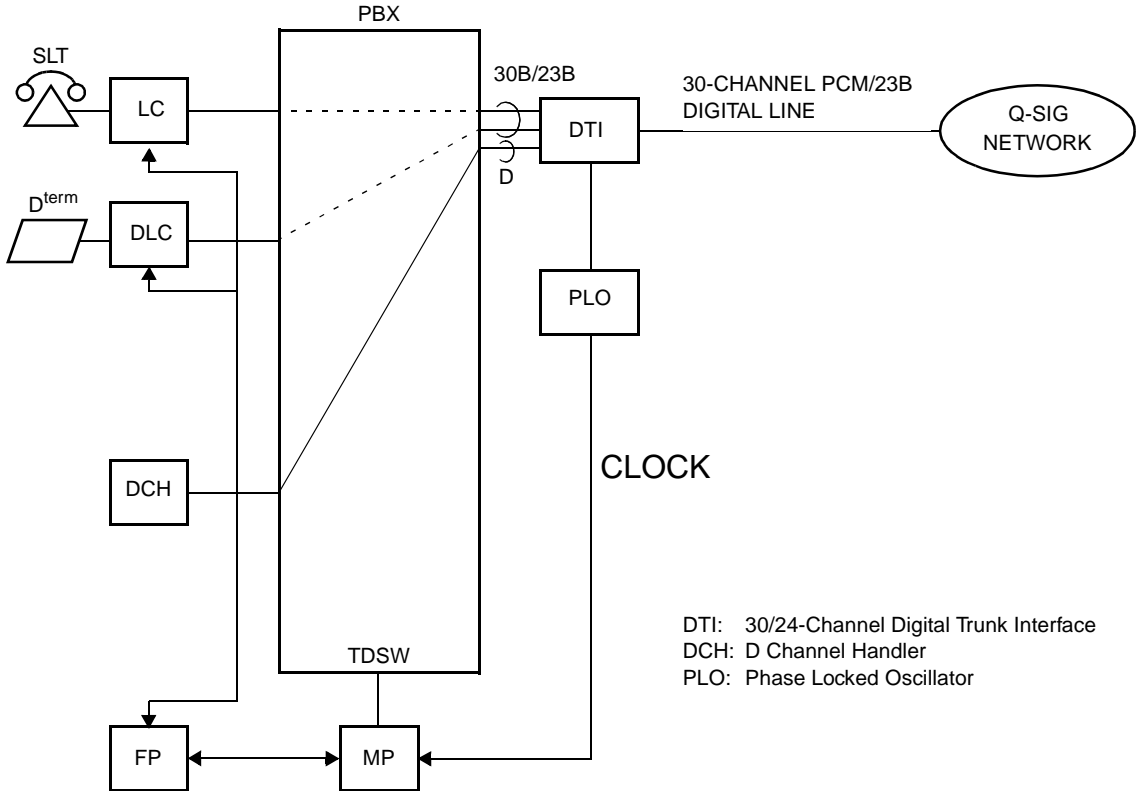 PBX
SLT
LC
30B/23B
DTI
D
30-CHANNEL PCM/23B
DIGITAL LINE
Q-SIG
NETWORK
Dterm
DLC
PLO
CLOCK
DCH
TDSW
DTI: 30/24-Channel Digital Trunk Interface
DCH: D Channel Handler
PLO: Phase Locked Oscillator
FP
MP